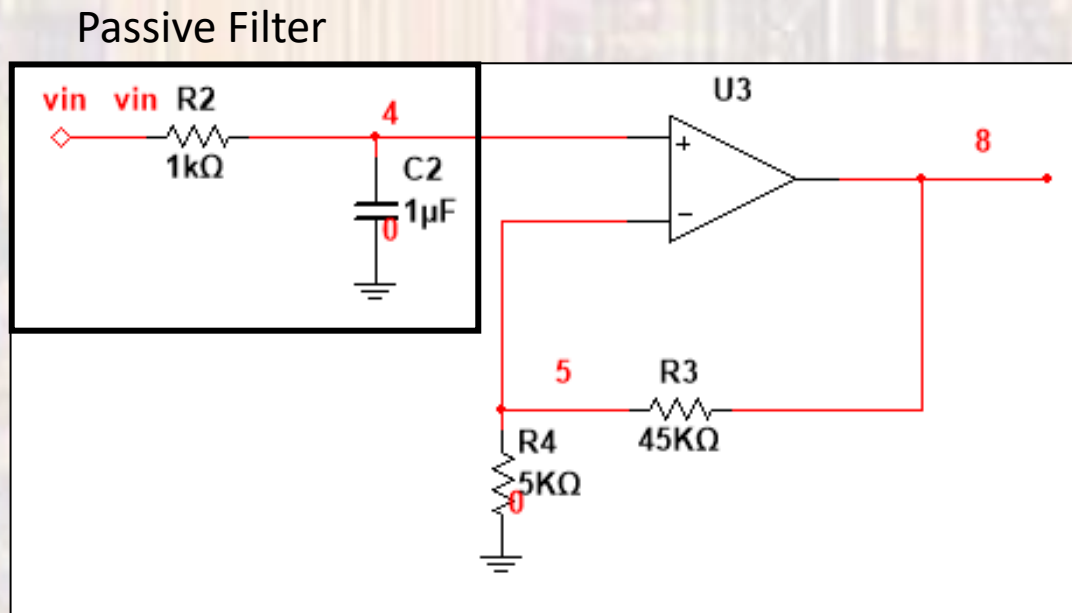 Passive Filter
vin vin R2
1kΩ
4
C2
1µF
0
U3
+
−
8
5
R3
45KΩ
R4
5KΩ
0